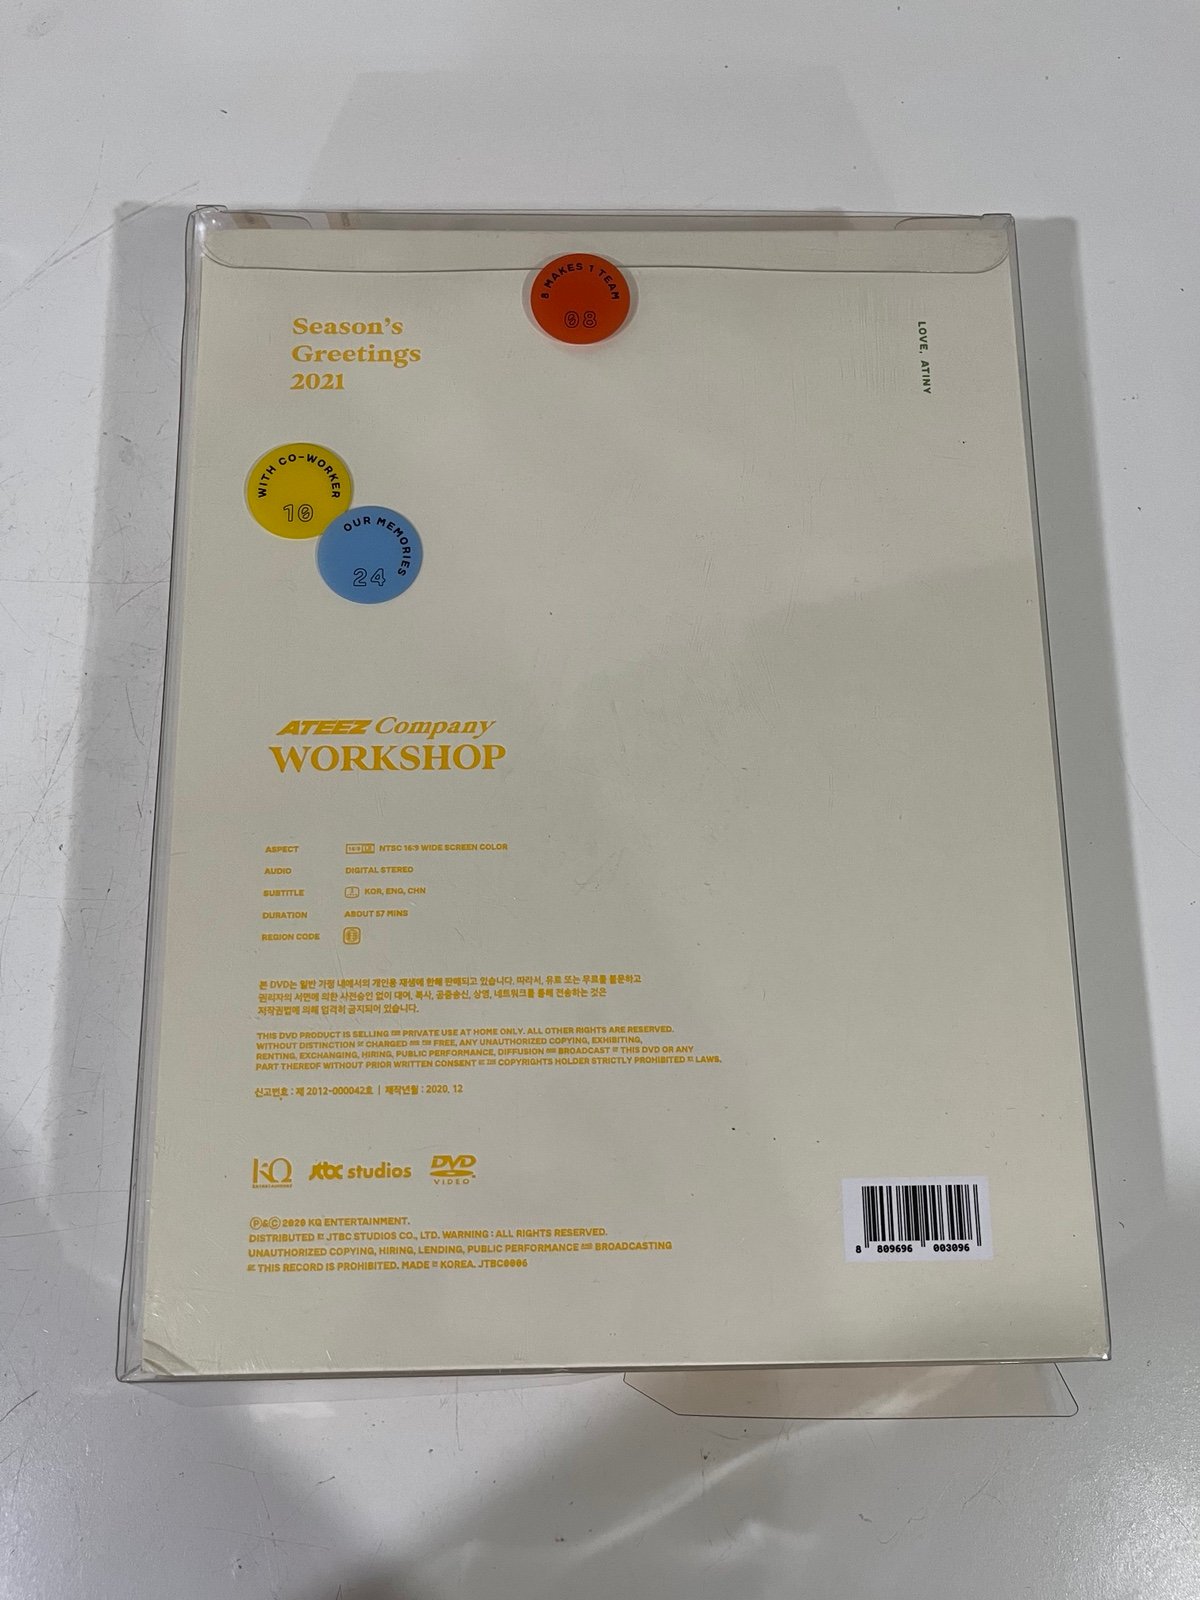 8 MAKES 1 TEAM
08
Season's
Greetings
2021
LOVE, ATINY
WITH CO-WORKER
10
OUR MEMORIES
24
ATEEZ Company
WORKSHOP
ASPECT 16:9 NTSC 16:9 WIDE SCREEN COLOR
AUDIO DIGITAL STEREO
SUBTITLE 3 KOR, ENG, CHN
DURATION ABOUT 57 MINS
REGION CODE
본 DVD는 일반 가정 내에서의 개인용 재생에 한해 판매되고 있습니다. 따라서, 유료 또는 무료를 불문하고
권리자의 서면에 의한 사전승인 없이 대여, 복사, 공중송신, 상영, 네트워크를 통해 전송하는 것은
저작권법에 의해 엄격히 금지되어 있습니다.
THIS DVD PRODUCT IS SELLING FOR PRIVATE USE AT HOME ONLY. ALL OTHER RIGHTS ARE RESERVED.
WITHOUT DISTINCTION OF CHARGED AND FOR FREE, ANY UNAUTHORIZED COPYING, EXHIBITING,
RENTING, EXCHANGING, HIRING, PUBLIC PERFORMANCE, DIFFUSION AND BROADCAST OF THIS DVD OR ANY
PART THEREOF WITHOUT PRIOR WRITTEN CONSENT OF THE COPYRIGHTS HOLDER STRICTLY PROHIBITED BY LAWS.
신고번호 : 제 2012-000042호 | 제작년월 : 2020. 12
KQ Entertainment jtbc studios DVD VIDEO
Ⓟ&Ⓒ 2020 KQ ENTERTAINMENT.
DISTRIBUTED BY JTBC STUDIOS CO., LTD. WARNING : ALL RIGHTS RESERVED.
UNAUTHORIZED COPYING, HIRING, LENDING, PUBLIC PERFORMANCE AND BROADCASTING
OF THIS RECORD IS PROHIBITED. MADE IN KOREA. JTBC0006
8 809696 003096